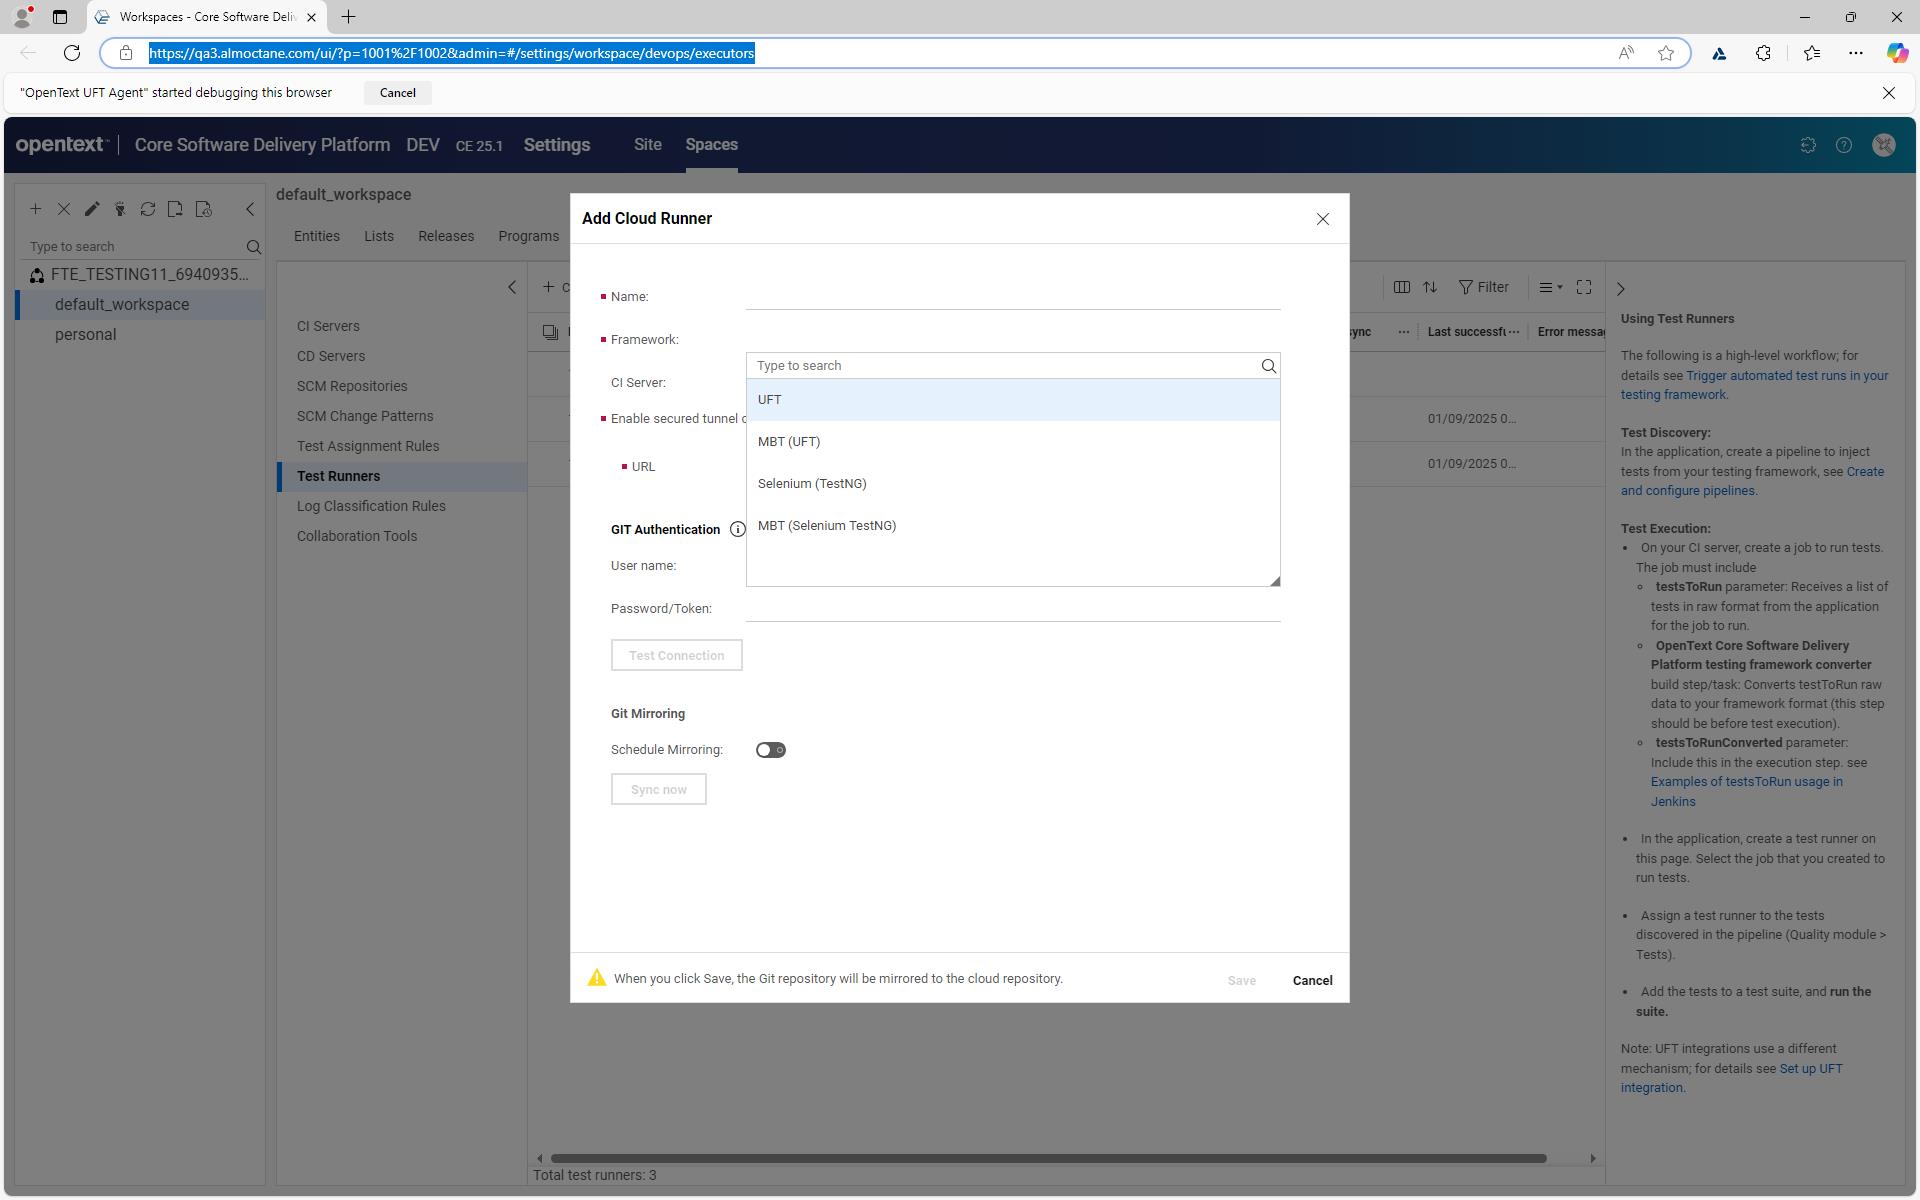 Workspaces - Core Software Deliv
https://qa3.almoctane.com/ui/?p=1001%2F1002&admin=#/settings/workspace/devops/executors
"OpenText UFT Agent" started debugging this browser
Cancel
opentext™ | Core Software Delivery Platform DEV CE 25.1 Settings Site Spaces
default_workspace
Type to search
FTE_TESTING11_6940935...
default_workspace
personal
Entities Lists Releases Programs
CI Servers
CD Servers
SCM Repositories
SCM Change Patterns
Test Assignment Rules
Test Runners
Log Classification Rules
Collaboration Tools
Filter
Last successfu ··· Error messag
01/09/2025 0...
01/09/2025 0...
Total test runners: 3
Add Cloud Runner
Name:
Framework:
Type to search
UFT
MBT (UFT)
Selenium (TestNG)
MBT (Selenium TestNG)
CI Server:
Enable secured tunnel
URL
GIT Authentication
User name:
Password/Token:
Test Connection
Git Mirroring
Schedule Mirroring:
Sync now
When you click Save, the Git repository will be mirrored to the cloud repository.
Save
Cancel
Using Test Runners
The following is a high-level workflow; for
details see Trigger automated test runs in your
testing framework.
Test Discovery:
In the application, create a pipeline to inject
tests from your testing framework, see Create
and configure pipelines.
Test Execution:
• On your CI server, create a job to run tests.
The job must include
testsToRun parameter: Receives a list of
tests in raw format from the application
for the job to run.
OpenText Core Software Delivery
Platform testing framework converter
build step/task: Converts testToRun raw
data to your framework format (this step
should be before test execution).
testsToRunConverted parameter:
Include this in the execution step. see
Examples of testsToRun usage in
Jenkins
• In the application, create a test runner on
this page. Select the job that you created to
run tests.
• Assign a test runner to the tests
discovered in the pipeline (Quality module >
Tests).
• Add the tests to a test suite, and run the
suite.
Note: UFT integrations use a different
mechanism; for details see Set up UFT
integration.